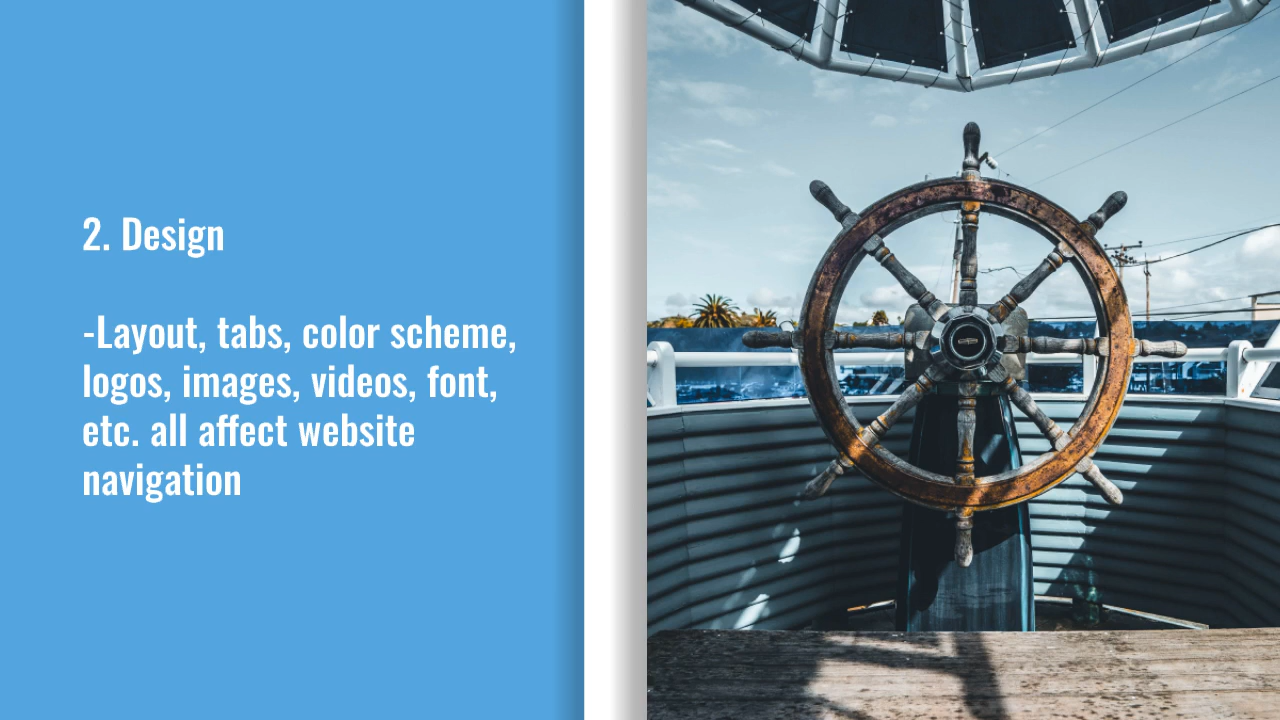 2. Design
-Layout, tabs, color scheme,
logos, images, videos, font,
etc. all affect website
navigation